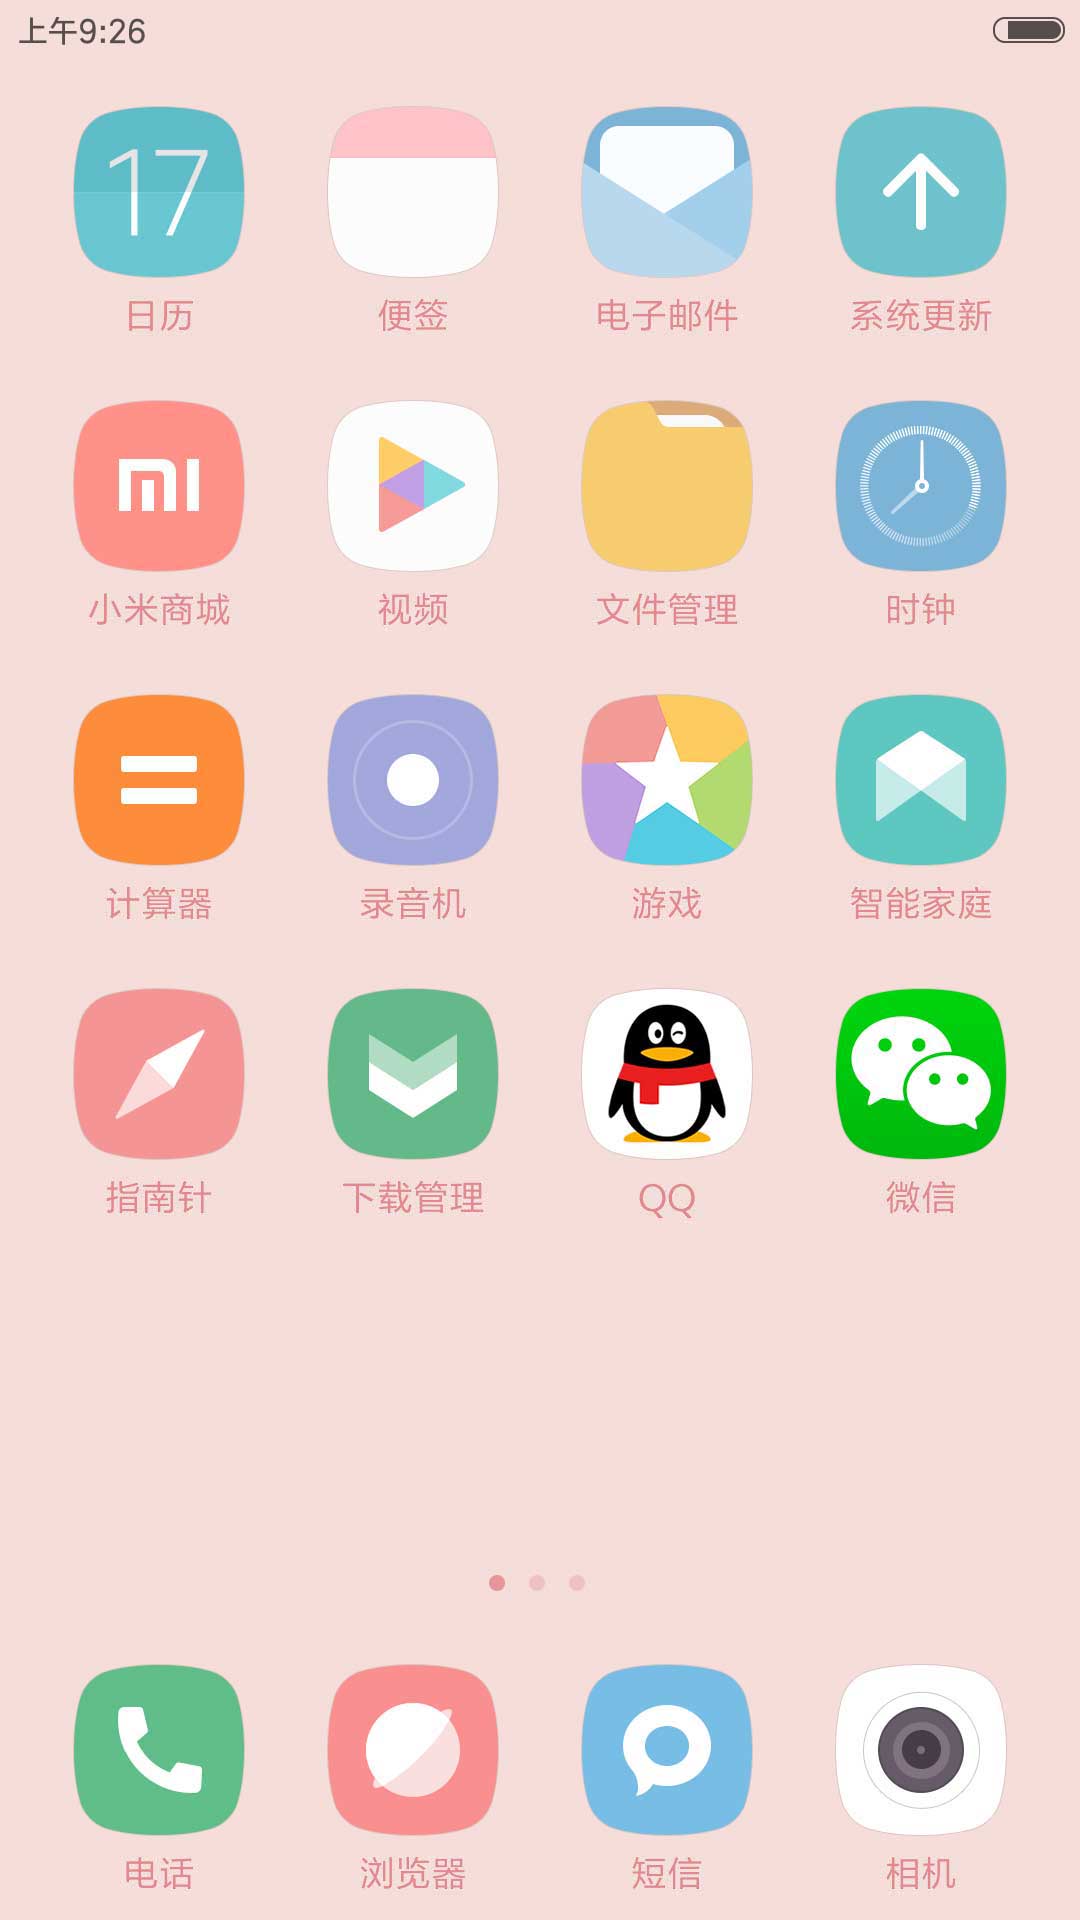 上午9:26
17
日历 便签 电子邮件 系统更新
mi
小米商城 视频 文件管理 时钟
计算器 录音机 游戏 智能家庭
指南针 下载管理 QQ 微信
电话 浏览器 短信 相机